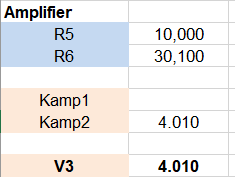 Amplifier
R5 10,000
R6 30,100
Kamp1
Kamp2 4.010
V3 4.010